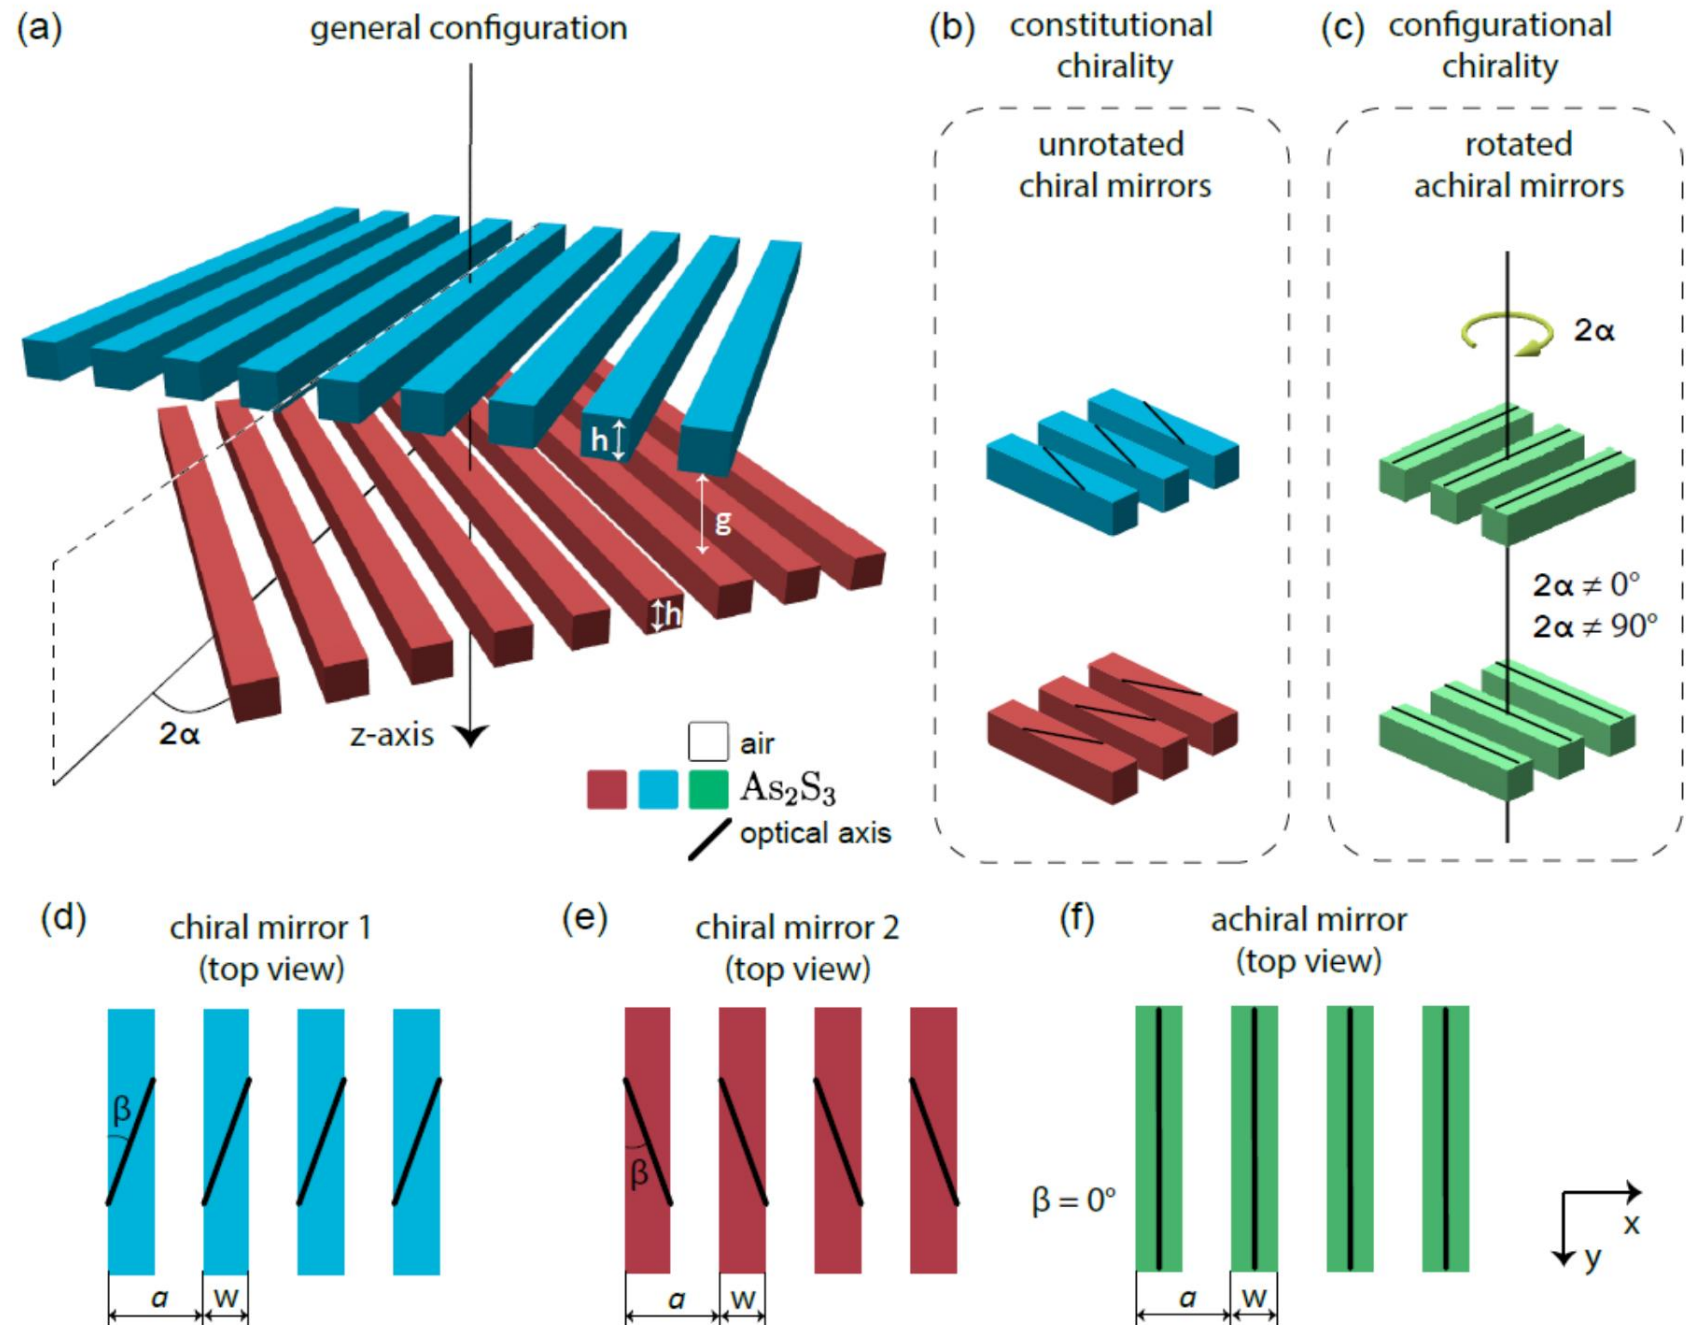 (a)
general configuration
h
g
h
2α
z-axis
air
As₂S₃
optical axis
(b)
constitutional
chirality
unrotated
chiral mirrors
(c)
configurational
chirality
rotated
achiral mirrors
2α
2α ≠ 0°
2α ≠ 90°
(d)
chiral mirror 1
(top view)
β
a
w
(e)
chiral mirror 2
(top view)
β
a
w
(f)
achiral mirror
(top view)
β = 0°
a
w
x
y